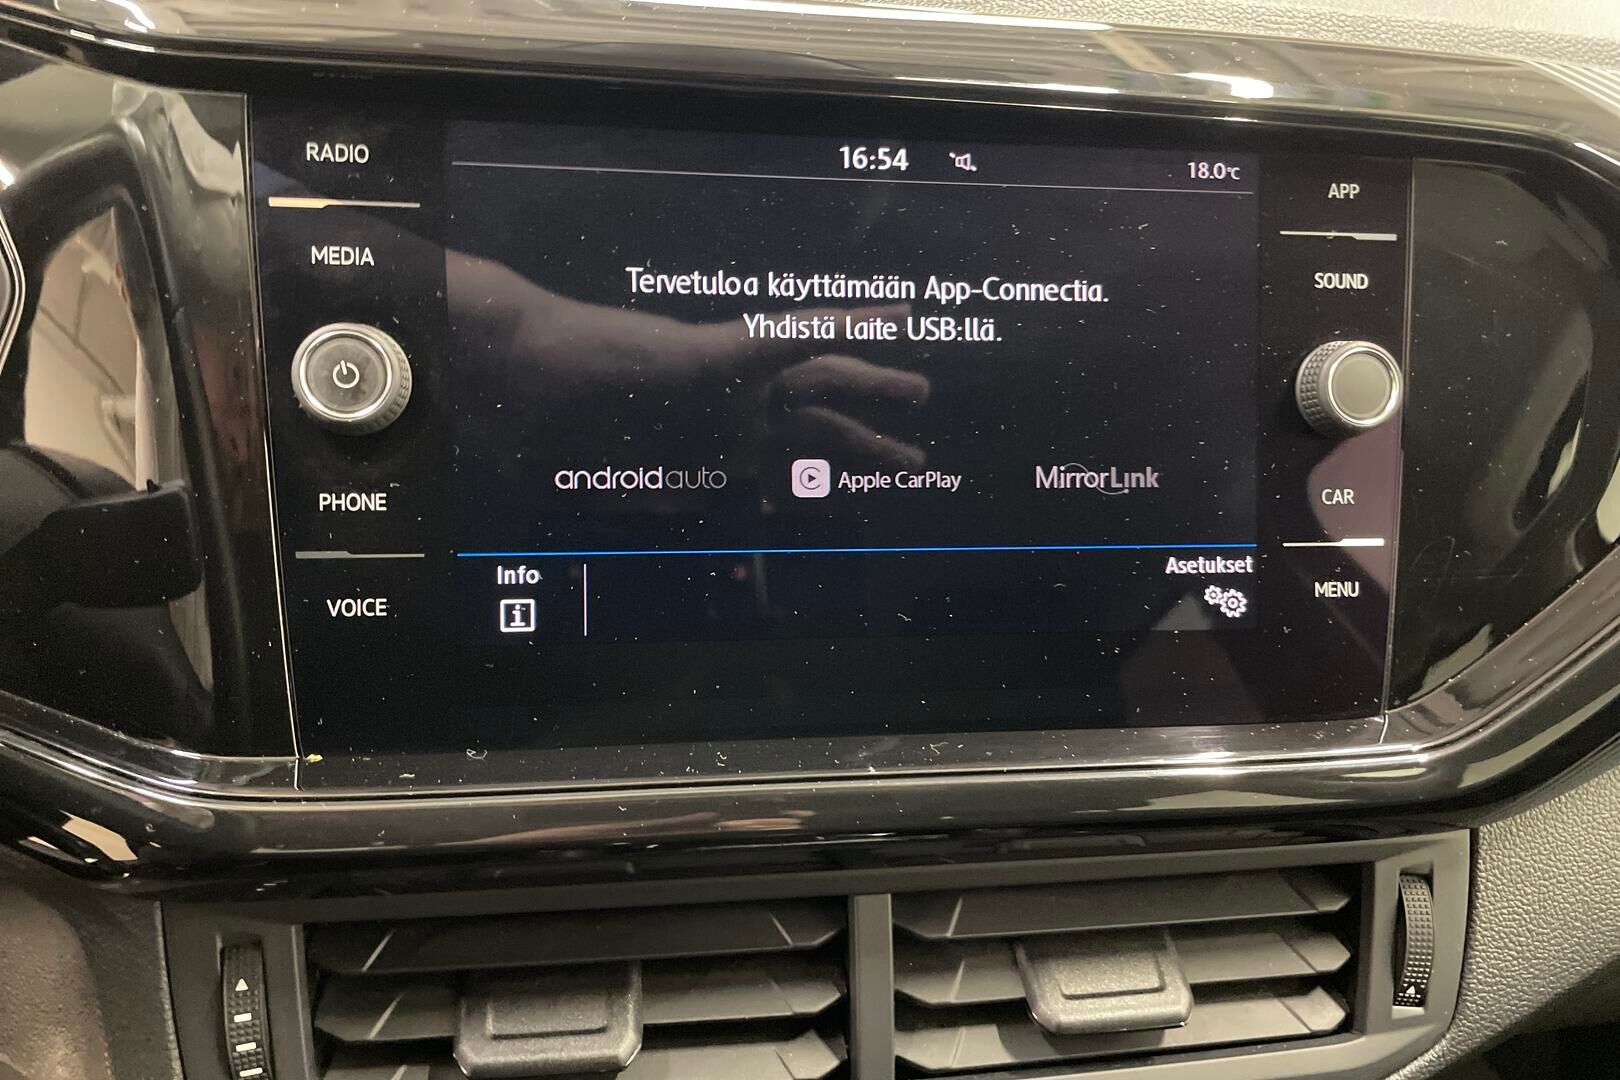 RADIO
MEDIA
PHONE
VOICE
16:54
18.0°C
Tervetuloa käyttämään App-Connectia.
Yhdistä laite USB:llä.
androidauto
Apple CarPlay
MirrorLink
Info
Asetukset
APP
SOUND
CAR
MENU